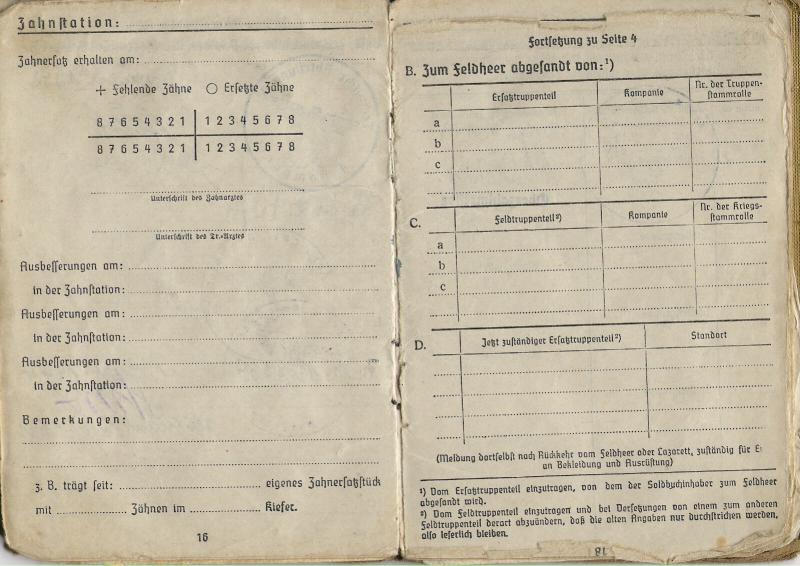 Zahnstation:
Zahnersatz erhalten am:
+ Fehlende Zähne ○ Ersetzte Zähne
8 7 6 5 4 3 2 1 | 1 2 3 4 5 6 7 8
8 7 6 5 4 3 2 1 | 1 2 3 4 5 6 7 8
Unterschrift des Zahnarztes
Unterschrift des Tr.-Arztes
Ausbesserungen am:
in der Zahnstation:
Ausbesserungen am:
in der Zahnstation:
Ausbesserungen am:
in der Zahnstation:
Bemerkungen:
z. B. trägt seit: eigenes Zahnersatzstück
mit Zähnen im Kiefer.
16
Fortsetzung zu Seite 4
B. Zum Feldheer abgesandt von:¹)
Ersatztruppenteil Kompanie Nr. der Truppen-
stammrolle
a
b
c
C. Feldtruppenteil²) Kompanie Nr. der Kriegs-
stammrolle
a
b
c
D. Jetzt zuständiger Ersatztruppenteil²) Standort
(Meldung dortselbst nach Rückkehr vom Feldheer oder Lazarett, zuständig für E
an Bekleidung und Ausrüstung)
¹) Vom Ersatztruppenteil einzutragen, von dem der Soldbuchinhaber zum Feldheer
abgesandt wird.
²) Vom Feldtruppenteil einzutragen und bei Versetzungen von einem zum anderen
Feldtruppenteil derart abzuändern, daß die alten Angaben nur durchstrichen werden,
also leserlich bleiben.